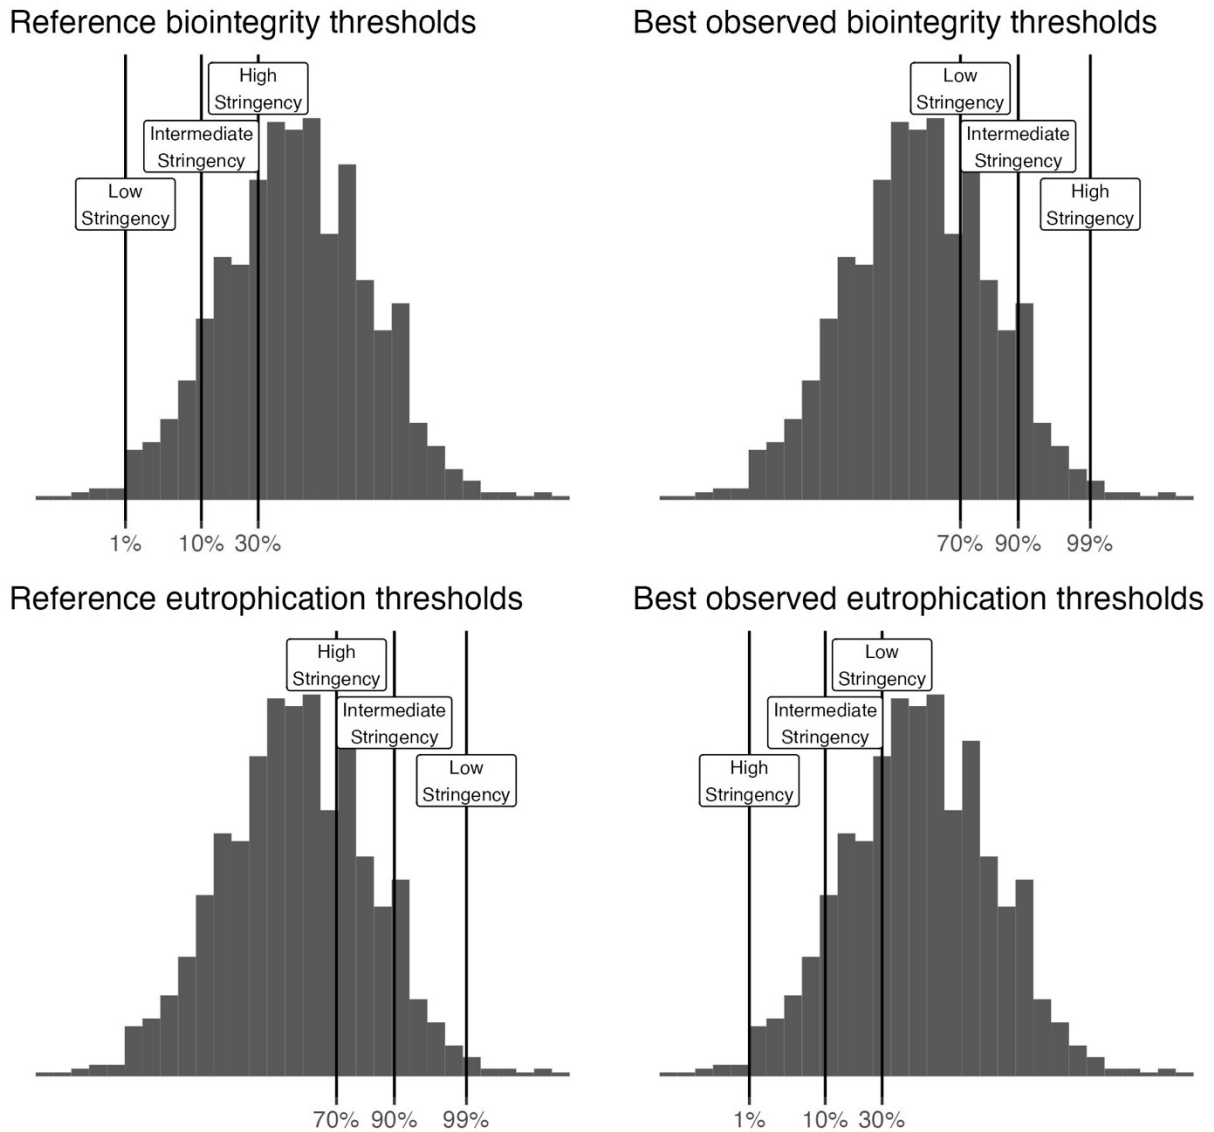 Reference biointegrity thresholds
High
Stringency
Intermediate
Stringency
Low
Stringency
1% 10% 30%
Best observed biointegrity thresholds
Low
Stringency
Intermediate
Stringency
High
Stringency
70% 90% 99%
Reference eutrophication thresholds
High
Stringency
Intermediate
Stringency
Low
Stringency
70% 90% 99%
Best observed eutrophication thresholds
Low
Stringency
Intermediate
Stringency
High
Stringency
1% 10% 30%